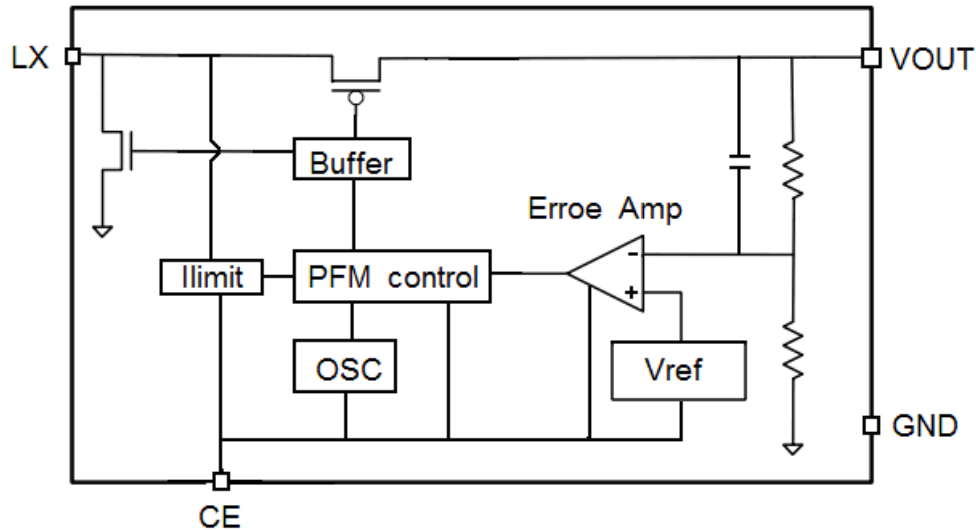 LX
VOUT
Buffer
Erroe Amp
-
Ilimit
PFM control
+
OSC
Vref
GND
CE